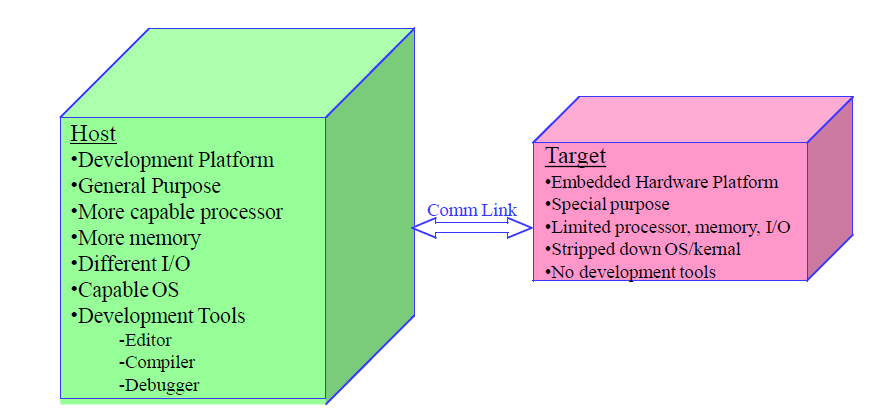 Host
•Development Platform
•General Purpose
•More capable processor
•More memory
•Different I/O
•Capable OS
•Development Tools
-Editor
-Compiler
-Debugger
Comm Link
Target
•Embedded Hardware Platform
•Special purpose
•Limited processor, memory, I/O
•Stripped down OS/kernal
•No development tools